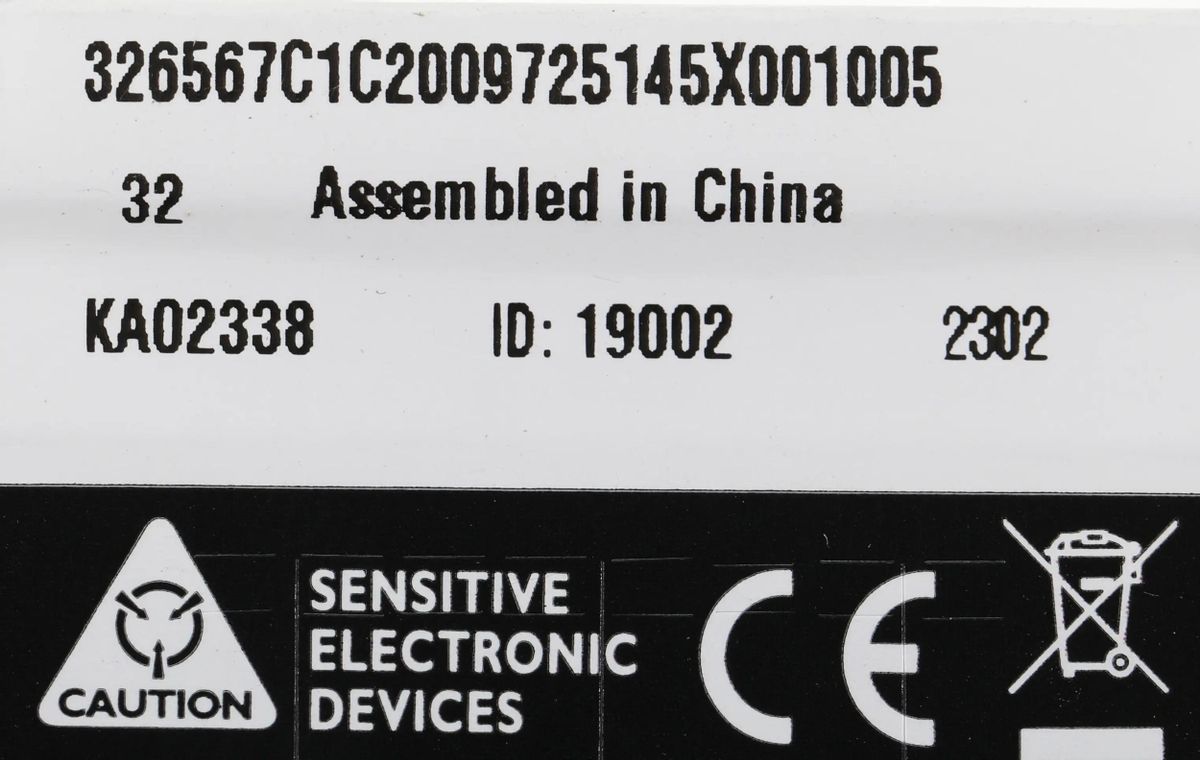 326567C1C2009725145X001005
32 Assembled in China
KA02338 ID: 19002 2302
CAUTION
SENSITIVE
ELECTRONIC
DEVICES
CE